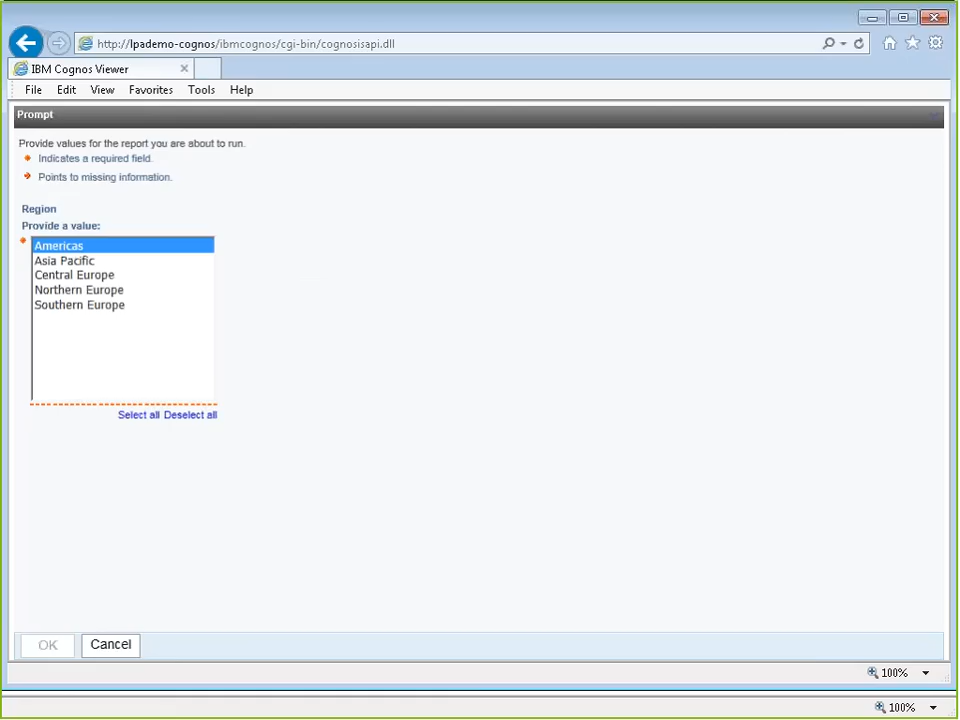 http://lpademo-cognos/ibmcognos/cgi-bin/cognosisapi.dll
IBM Cognos Viewer
File Edit View Favorites Tools Help
Prompt
Provide values for the report you are about to run.
Indicates a required field.
Points to missing information.
Region
Provide a value:
Americas
Asia Pacific
Central Europe
Northern Europe
Southern Europe
Select all Deselect all
OK Cancel
100%
100%